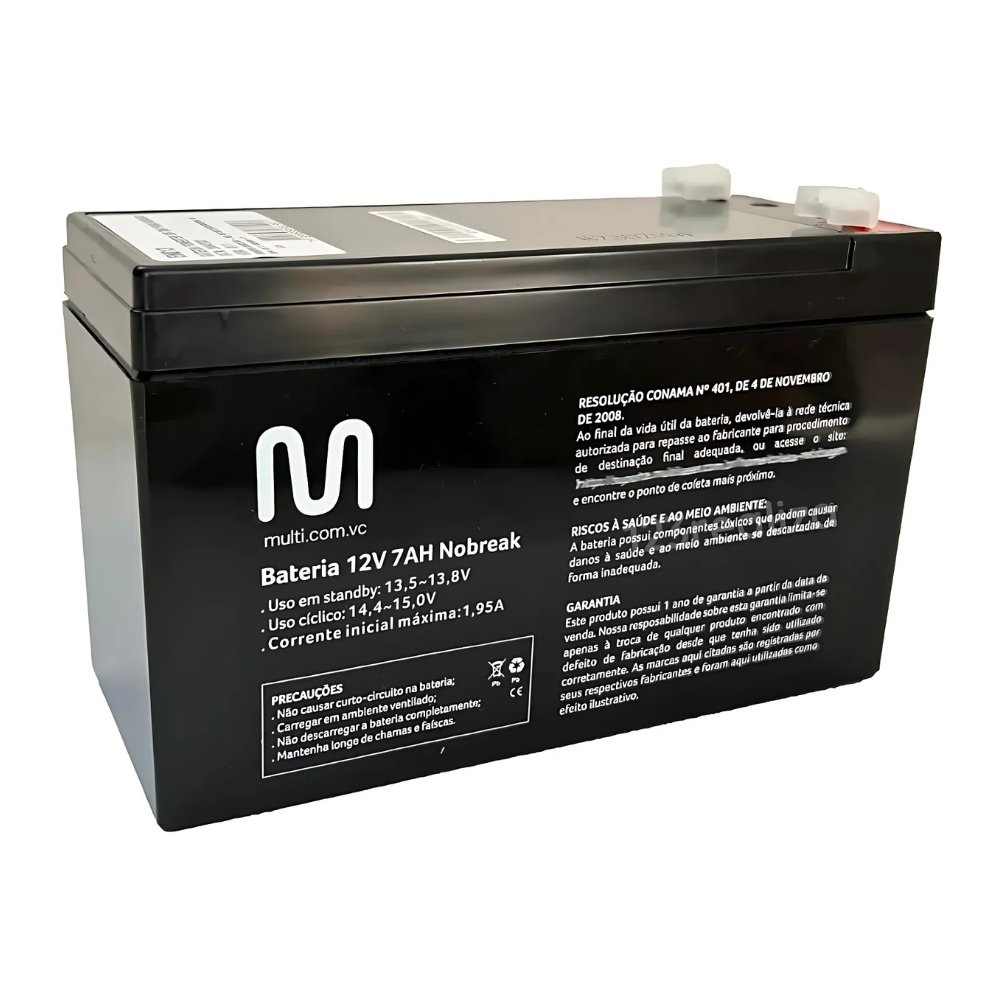 multi.com.vc
Bateria 12V 7AH Nobreak
. Uso em standby: 13,5~13,8V
. Uso cíclico: 14,4~15,0V
. Corrente inicial máxima:1,95A
PRECAUÇÕES
. Não causar curto-circuito na bateria;
. Carregar em ambiente ventilado;
. Não descarregar a bateria completamente;
. Mantenha longe de chamas e faíscas.
Pb Pb
CE
RESOLUÇÃO CONAMA Nº 401, DE 4 DE NOVEMBRO
DE 2008.
Ao final da vida útil da bateria, devolvê-la à rede técnica
autorizada para repasse ao fabricante para procedimento
de destinação final adequada, ou acesse o site:
e encontre o ponto de coleta mais próximo.
RISCOS À SAÚDE E AO MEIO AMBIENTE:
A bateria possui componentes tóxicos que podem causar
danos à saúde e ao meio ambiente se descartadas de
forma inadequada.
GARANTIA
Este produto possui 1 ano de garantia a partir da data da
venda. Nossa resposabilidade sobre esta garantia limita-se
apenas à troca de qualquer produto encontrado com
defeito de fabricação desde que tenha sido utilizado
corretamente. As marcas aqui citadas são registradas por
seus respectivos fabricantes e foram aqui utilizadas como
efeito ilustrativo.